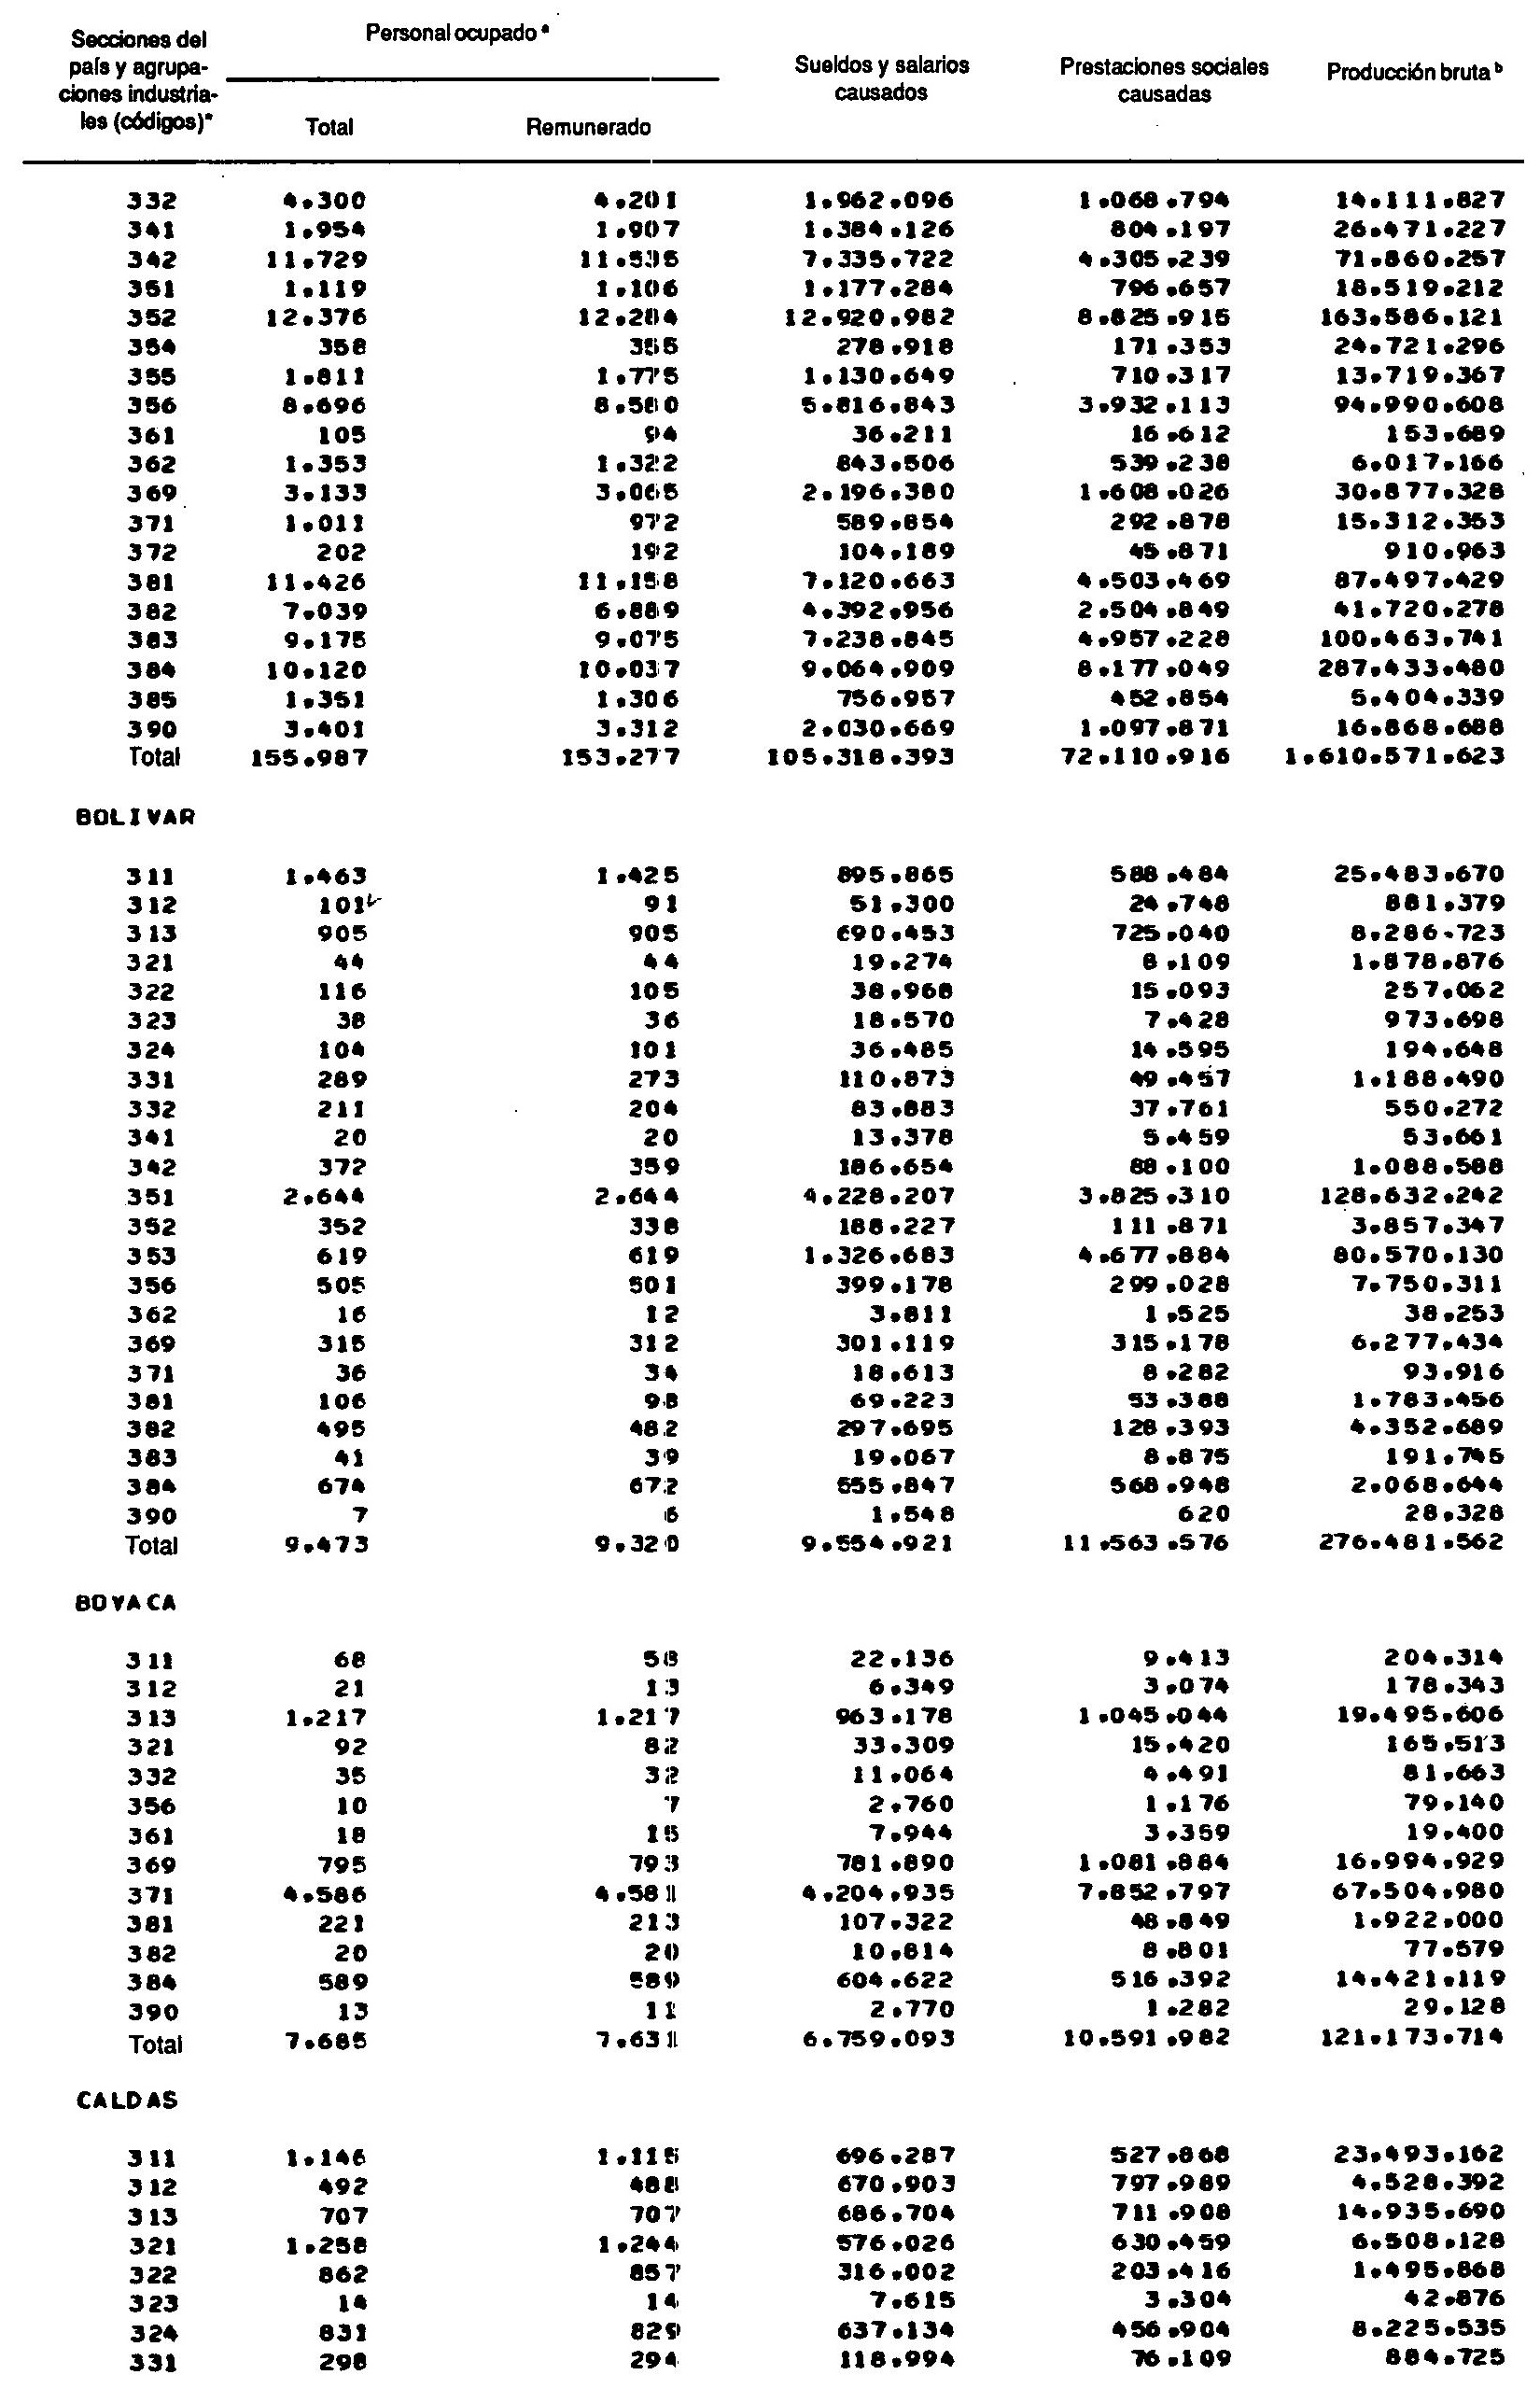 Secciones del país y agrupaciones industriales (códigos)* Personal ocupado a Sueldos y salarios causados Prestaciones sociales causadas Producción bruta b
Total Remunerado
332 4.300 4.201 1.962.096 1.068.794 14.111.827
341 1.954 1.907 1.384.126 804.197 26.471.227
342 11.729 11.535 7.335.722 4.305.239 71.860.257
351 1.119 1.106 1.177.284 796.657 18.519.212
352 12.376 12.284 12.920.982 8.825.915 163.586.121
354 358 355 278.918 171.353 24.721.296
355 1.811 1.775 1.130.649 710.317 13.719.367
356 8.696 8.580 5.816.843 3.932.113 94.990.608
361 105 94 36.211 16.612 153.689
362 1.353 1.322 843.506 539.238 6.017.166
369 3.133 3.065 2.196.380 1.608.026 30.877.328
371 1.011 972 589.854 292.878 15.312.353
372 202 192 104.189 45.871 910.963
381 11.426 11.158 7.120.663 4.503.469 87.497.429
382 7.039 6.889 4.392.956 2.504.849 41.720.278
383 9.175 9.075 7.238.845 4.957.228 100.463.741
384 10.120 10.037 9.064.909 8.177.049 287.433.480
385 1.351 1.306 756.957 452.854 5.404.339
390 3.401 3.312 2.030.669 1.097.871 16.868.688
Total 155.987 153.277 105.318.393 72.110.916 1.610.571.623
BOLIVAR
311 1.463 1.425 895.865 588.484 25.483.670
312 101 91 51.300 24.748 881.379
313 905 905 690.453 725.040 8.286.723
321 44 44 19.274 8.109 1.878.876
322 116 105 38.968 15.093 257.062
323 38 36 18.570 7.428 973.698
324 104 101 36.485 14.595 194.648
331 289 273 110.873 49.457 1.188.490
332 211 204 83.883 37.761 550.272
341 20 20 13.378 5.459 53.661
342 372 359 186.654 88.100 1.088.588
351 2.644 2.644 4.228.207 3.825.310 128.632.242
352 352 338 188.227 111.871 3.857.347
353 619 619 1.326.683 4.677.884 80.570.130
356 505 501 399.178 299.028 7.750.311
362 16 12 3.811 1.525 38.253
369 315 312 301.119 315.178 6.277.434
371 36 34 18.613 8.282 93.916
381 106 98 69.223 53.388 1.783.456
382 495 482 297.695 128.393 4.352.689
383 41 39 19.067 8.875 191.745
384 674 672 555.847 568.948 2.068.644
390 7 6 1.548 620 28.328
Total 9.473 9.320 9.554.921 11.563.576 276.481.562
BOYACA
311 68 58 22.136 9.413 204.314
312 21 13 6.349 3.074 178.343
313 1.217 1.217 963.178 1.045.044 19.495.606
321 92 82 33.309 15.420 165.513
332 35 32 11.064 4.491 81.663
356 10 7 2.760 1.176 79.140
361 18 15 7.944 3.359 19.400
369 795 793 781.890 1.081.884 16.994.929
371 4.586 4.581 4.204.935 7.852.797 67.504.980
381 221 213 107.322 48.849 1.922.000
382 20 20 10.814 8.801 77.579
384 589 589 604.622 516.392 14.421.119
390 13 11 2.770 1.282 29.128
Total 7.685 7.631 6.759.093 10.591.982 121.173.714
CALDAS
311 1.146 1.115 696.287 527.868 23.493.162
312 492 488 670.903 797.989 4.528.392
313 707 707 686.704 711.908 14.935.690
321 1.258 1.244 576.026 630.459 6.508.128
322 862 857 316.002 203.416 1.495.868
323 14 14 7.615 3.304 42.876
324 831 829 637.134 456.904 8.225.535
331 298 294 118.994 76.109 884.725